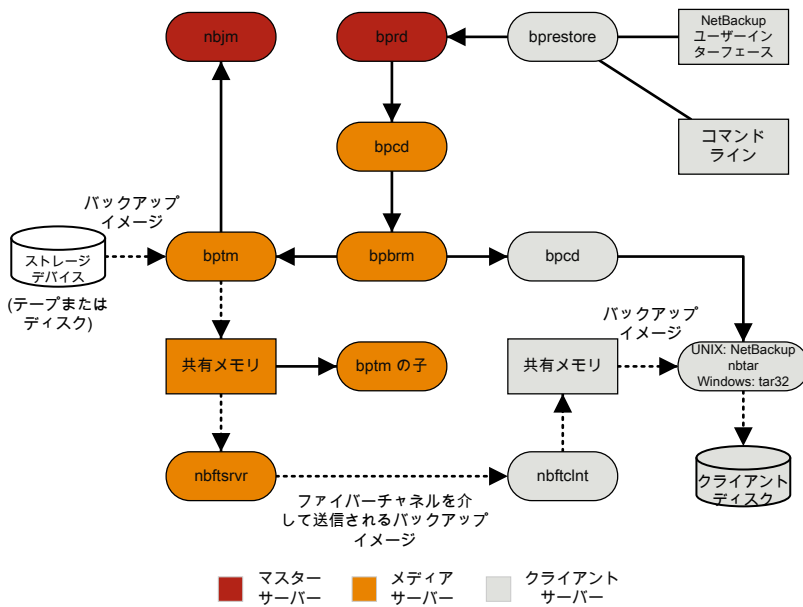 nbjm
bprd
bprestore
NetBackup
ユーザーイン
ターフェース
bpcd
コマンド
ライン
バックアップ
イメージ
ストレージ
デバイス
(テープまたは
ディスク)
bptm
bpbrm
bpcd
バックアップ
イメージ
共有メモリ
bptm の子
共有メモリ
UNIX: NetBackup
nbtar
Windows: tar32
nbftsrvr
nbftclnt
クライアント
ディスク
ファイバーチャネルを介
して送信されるバックアップ
イメージ
マスター
サーバー
メディア
サーバー
クライアント
サーバー